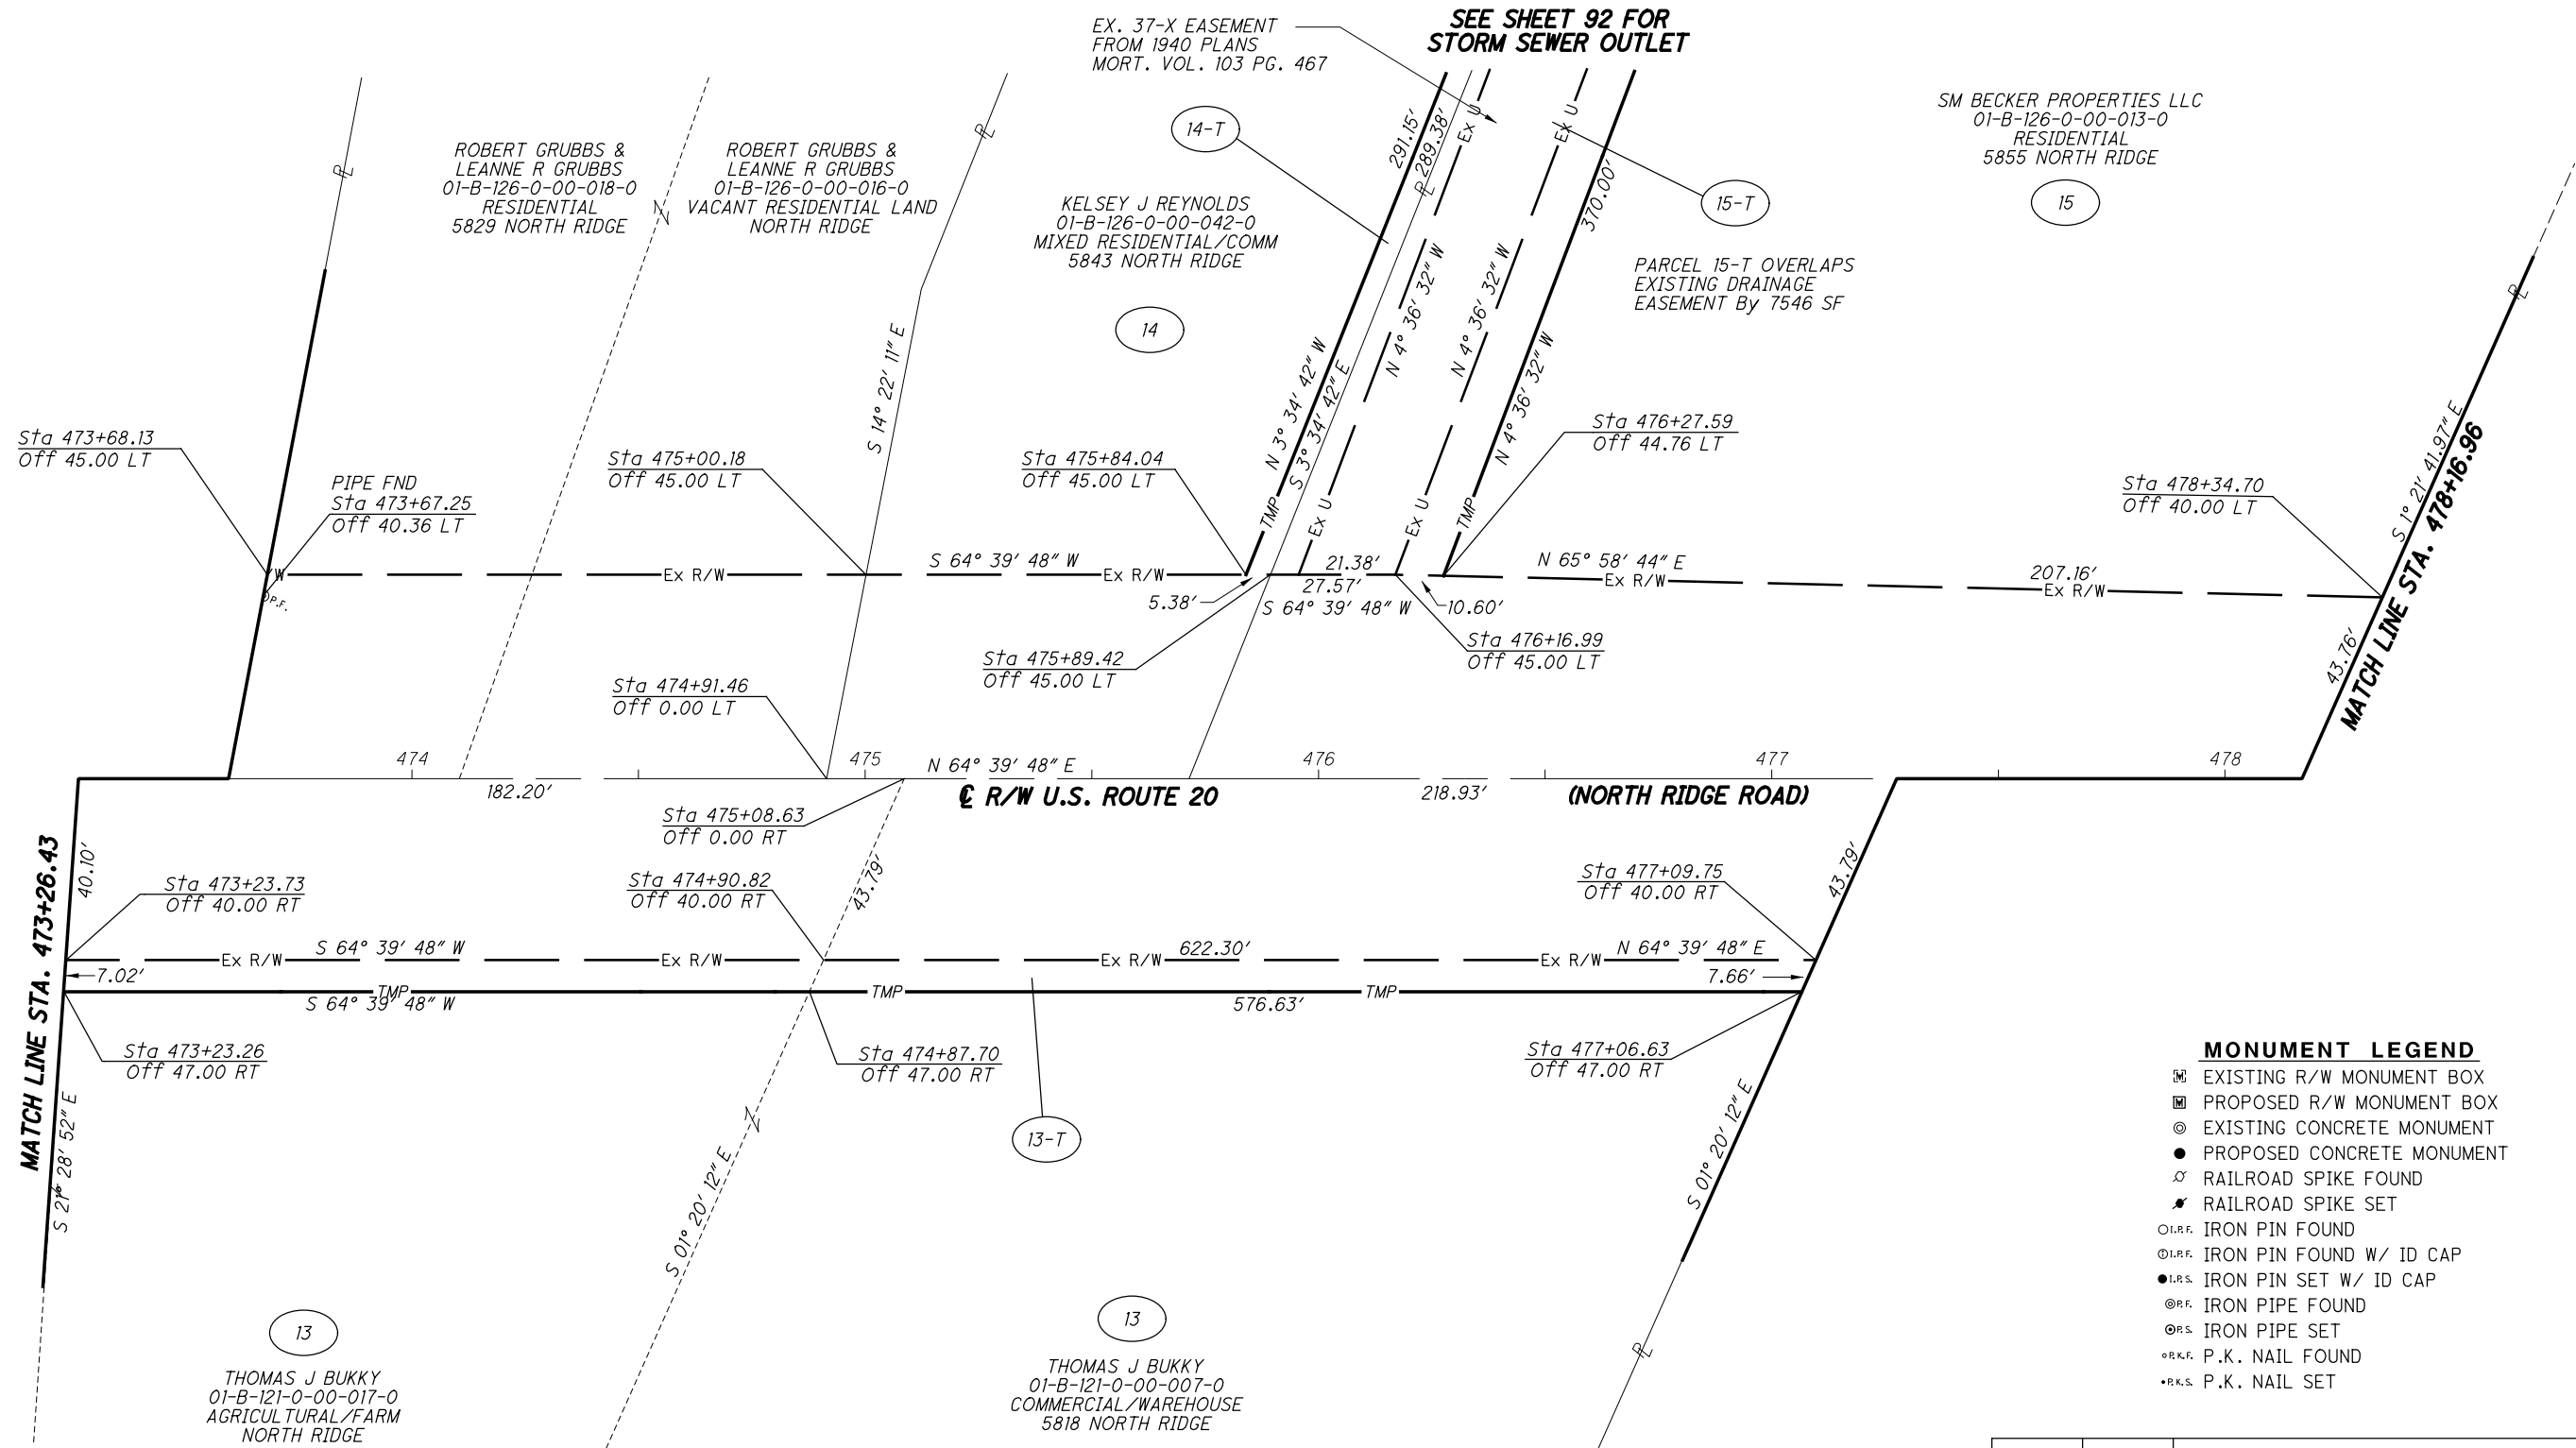 EX. 37-X EASEMENT
FROM 1940 PLANS
MORT. VOL. 103 PG. 467
SEE SHEET 92 FOR
STORM SEWER OUTLET
ROBERT GRUBBS &
LEANNE R GRUBBS
01-B-126-0-00-018-0
RESIDENTIAL
5829 NORTH RIDGE
ROBERT GRUBBS &
LEANNE R GRUBBS
01-B-126-0-00-016-0
VACANT RESIDENTIAL LAND
NORTH RIDGE
14-T
KELSEY J REYNOLDS
01-B-126-0-00-042-0
MIXED RESIDENTIAL/COMM
5843 NORTH RIDGE
14
SM BECKER PROPERTIES LLC
01-B-126-0-00-013-0
RESIDENTIAL
5855 NORTH RIDGE
15
15-T
PARCEL 15-T OVERLAPS
EXISTING DRAINAGE
EASEMENT By 7546 SF
291.15'
289.38'
370.00'
PL
PL
PL
PL
Ex U
Ex U
S 14° 22' 11" E
N 3° 34' 42" W
S 3° 34' 42" E
N 4° 36' 32" W
N 4° 36' 32" W
N 4° 36' 32" W
TMP
Ex U
Ex U
TMP
Sta 473+68.13
Off 45.00 LT
PIPE FND
Sta 473+67.25
Off 40.36 LT
Sta 475+00.18
Off 45.00 LT
Sta 475+84.04
Off 45.00 LT
Sta 476+27.59
Off 44.76 LT
Sta 478+34.70
Off 40.00 LT
S 1° 21' 41.97" E
MATCH LINE STA. 478+16.96
43.76'
W
P.F.
Ex R/W
S 64° 39' 48" W
Ex R/W
21.38'
27.57'
S 64° 39' 48" W
5.38'
10.60'
N 65° 58' 44" E
Ex R/W
207.16'
Ex R/W
Sta 475+89.42
Off 45.00 LT
Sta 476+16.99
Off 45.00 LT
Sta 474+91.46
Off 0.00 LT
474
475
476
477
478
N 64° 39' 48" E
182.20'
℄ R/W U.S. ROUTE 20
218.93'
(NORTH RIDGE ROAD)
Sta 475+08.63
Off 0.00 RT
MATCH LINE STA. 473+26.43
40.10'
Sta 473+23.73
Off 40.00 RT
Sta 474+90.82
Off 40.00 RT
43.79'
Sta 477+09.75
Off 40.00 RT
43.79'
Ex R/W
S 64° 39' 48" W
Ex R/W
Ex R/W
622.30'
Ex R/W
N 64° 39' 48" E
7.02'
7.66'
TMP
S 64° 39' 48" W
TMP
576.63'
TMP
Sta 473+23.26
Off 47.00 RT
Sta 474+87.70
Off 47.00 RT
Sta 477+06.63
Off 47.00 RT
S 21° 28' 52" E
S 01° 20' 12" E
S 01° 20' 12" E
PL
13-T
13
THOMAS J BUKKY
01-B-121-0-00-017-0
AGRICULTURAL/FARM
NORTH RIDGE
13
THOMAS J BUKKY
01-B-121-0-00-007-0
COMMERCIAL/WAREHOUSE
5818 NORTH RIDGE
MONUMENT LEGEND
EXISTING R/W MONUMENT BOX
PROPOSED R/W MONUMENT BOX
EXISTING CONCRETE MONUMENT
PROPOSED CONCRETE MONUMENT
RAILROAD SPIKE FOUND
RAILROAD SPIKE SET
I.P.F. IRON PIN FOUND
I.P.F. IRON PIN FOUND W/ ID CAP
I.P.S. IRON PIN SET W/ ID CAP
P.F. IRON PIPE FOUND
P.S. IRON PIPE SET
P.K.F. P.K. NAIL FOUND
P.K.S. P.K. NAIL SET